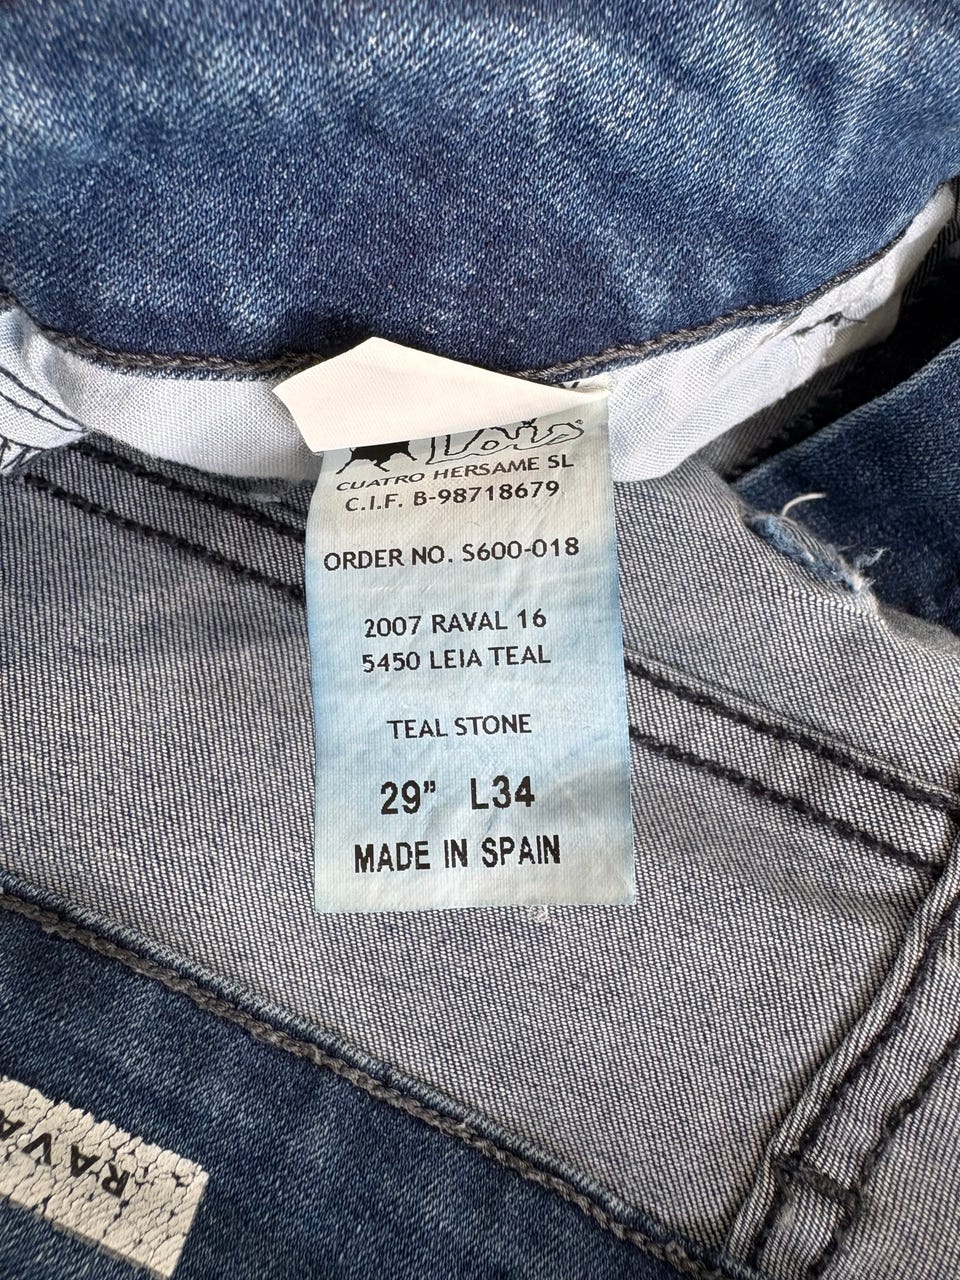 Lois
CUATRO HERSAME SL
C.I.F. B-98718679
ORDER NO. S600-018
2007 RAVAL 16
5450 LEIA TEAL
TEAL STONE
29” L34
MADE IN SPAIN
RAVA